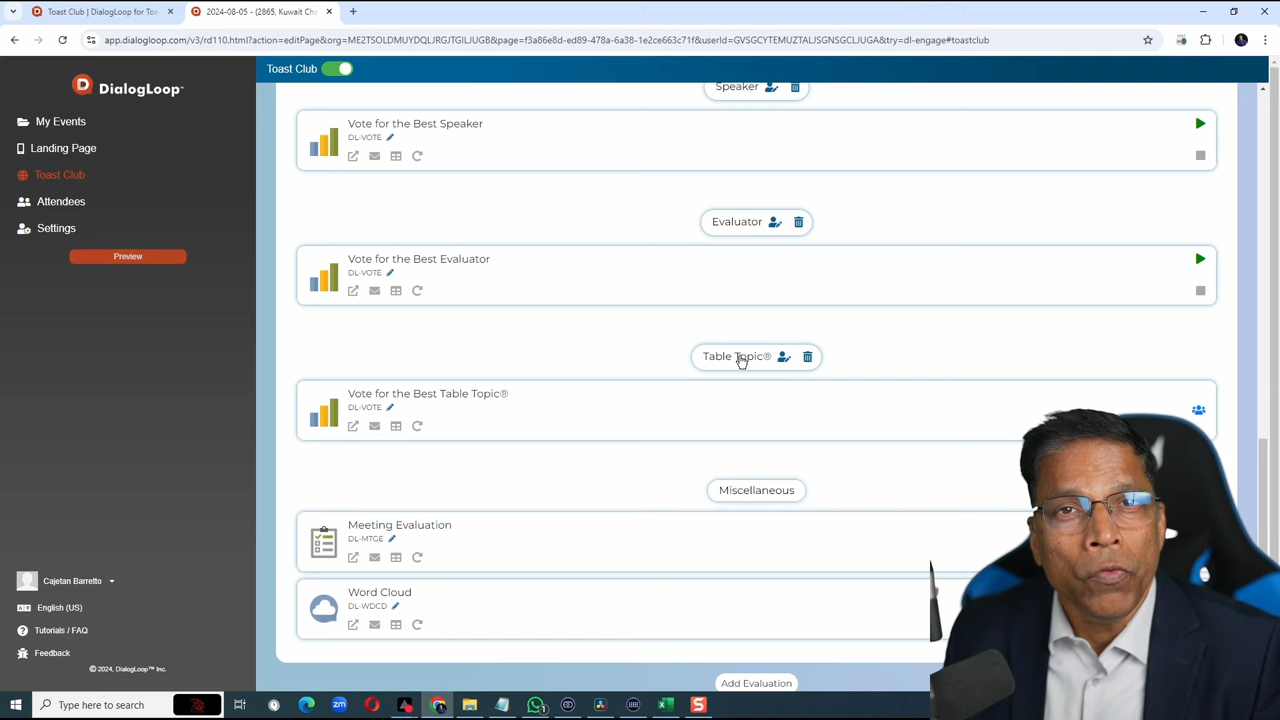 Toast Club | DialogLoop for Toa
2024-08-05 - (2865, Kuwait Cha
app.dialogloop.com/v3/rd110.html?action=editPage&org=ME2TSOLDMUYDQLJRGJTGILJUGB&page=f3a86e8d-ed89-478a-6a38-1e2ce663c71f&userId=GVSGCYTEMUZTALJSGNSGCLJUGA&try=dl-engage#toastclub
DialogLoop™
My Events
Landing Page
Toast Club
Attendees
Settings
Preview
Cajetan Barretto
English (US)
Tutorials / FAQ
Feedback
© 2024, DialogLoop™ Inc.
Toast Club
Speaker
Vote for the Best Speaker
DL-VOTE
Evaluator
Vote for the Best Evaluator
DL-VOTE
Table Topic®
Vote for the Best Table Topic®
DL-VOTE
Miscellaneous
Meeting Evaluation
DL-MTGE
Word Cloud
DL-WDCD
Add Evaluation
Type here to search